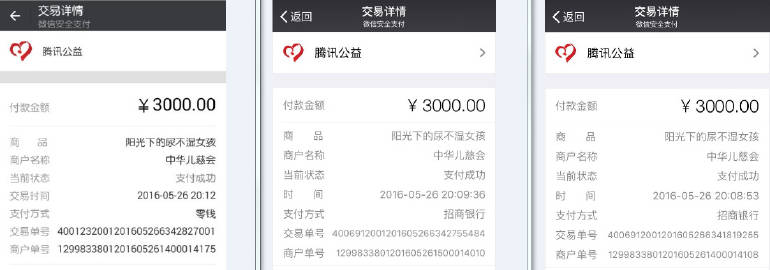 交易详情
微信安全支付
腾讯公益
付款金额 ¥3000.00
商品 阳光下的尿不湿女孩
商户名称 中华儿慈会
当前状态 支付成功
交易时间 2016-05-26 20:12
支付方式 零钱
交易单号 4001232001201605266342827001
商户单号 1299833801201605261400014175
返回
交易详情
微信安全支付
腾讯公益
付款金额 ¥3000.00
商品 阳光下的尿不湿女孩
商户名称 中华儿慈会
当前状态 支付成功
时间 2016-05-26 20:09:36
支付方式 招商银行
交易单号 4006912001201605266342755484
商户单号 1299833801201605261500014010
返回
交易详情
微信安全支付
腾讯公益
付款金额 ¥3000.00
商品 阳光下的尿不湿女孩
商户名称 中华儿慈会
当前状态 支付成功
时间 2016-05-26 20:08:53
支付方式 招商银行
交易单号 4006912001201605266341819255
商户单号 1299833801201605261400014108